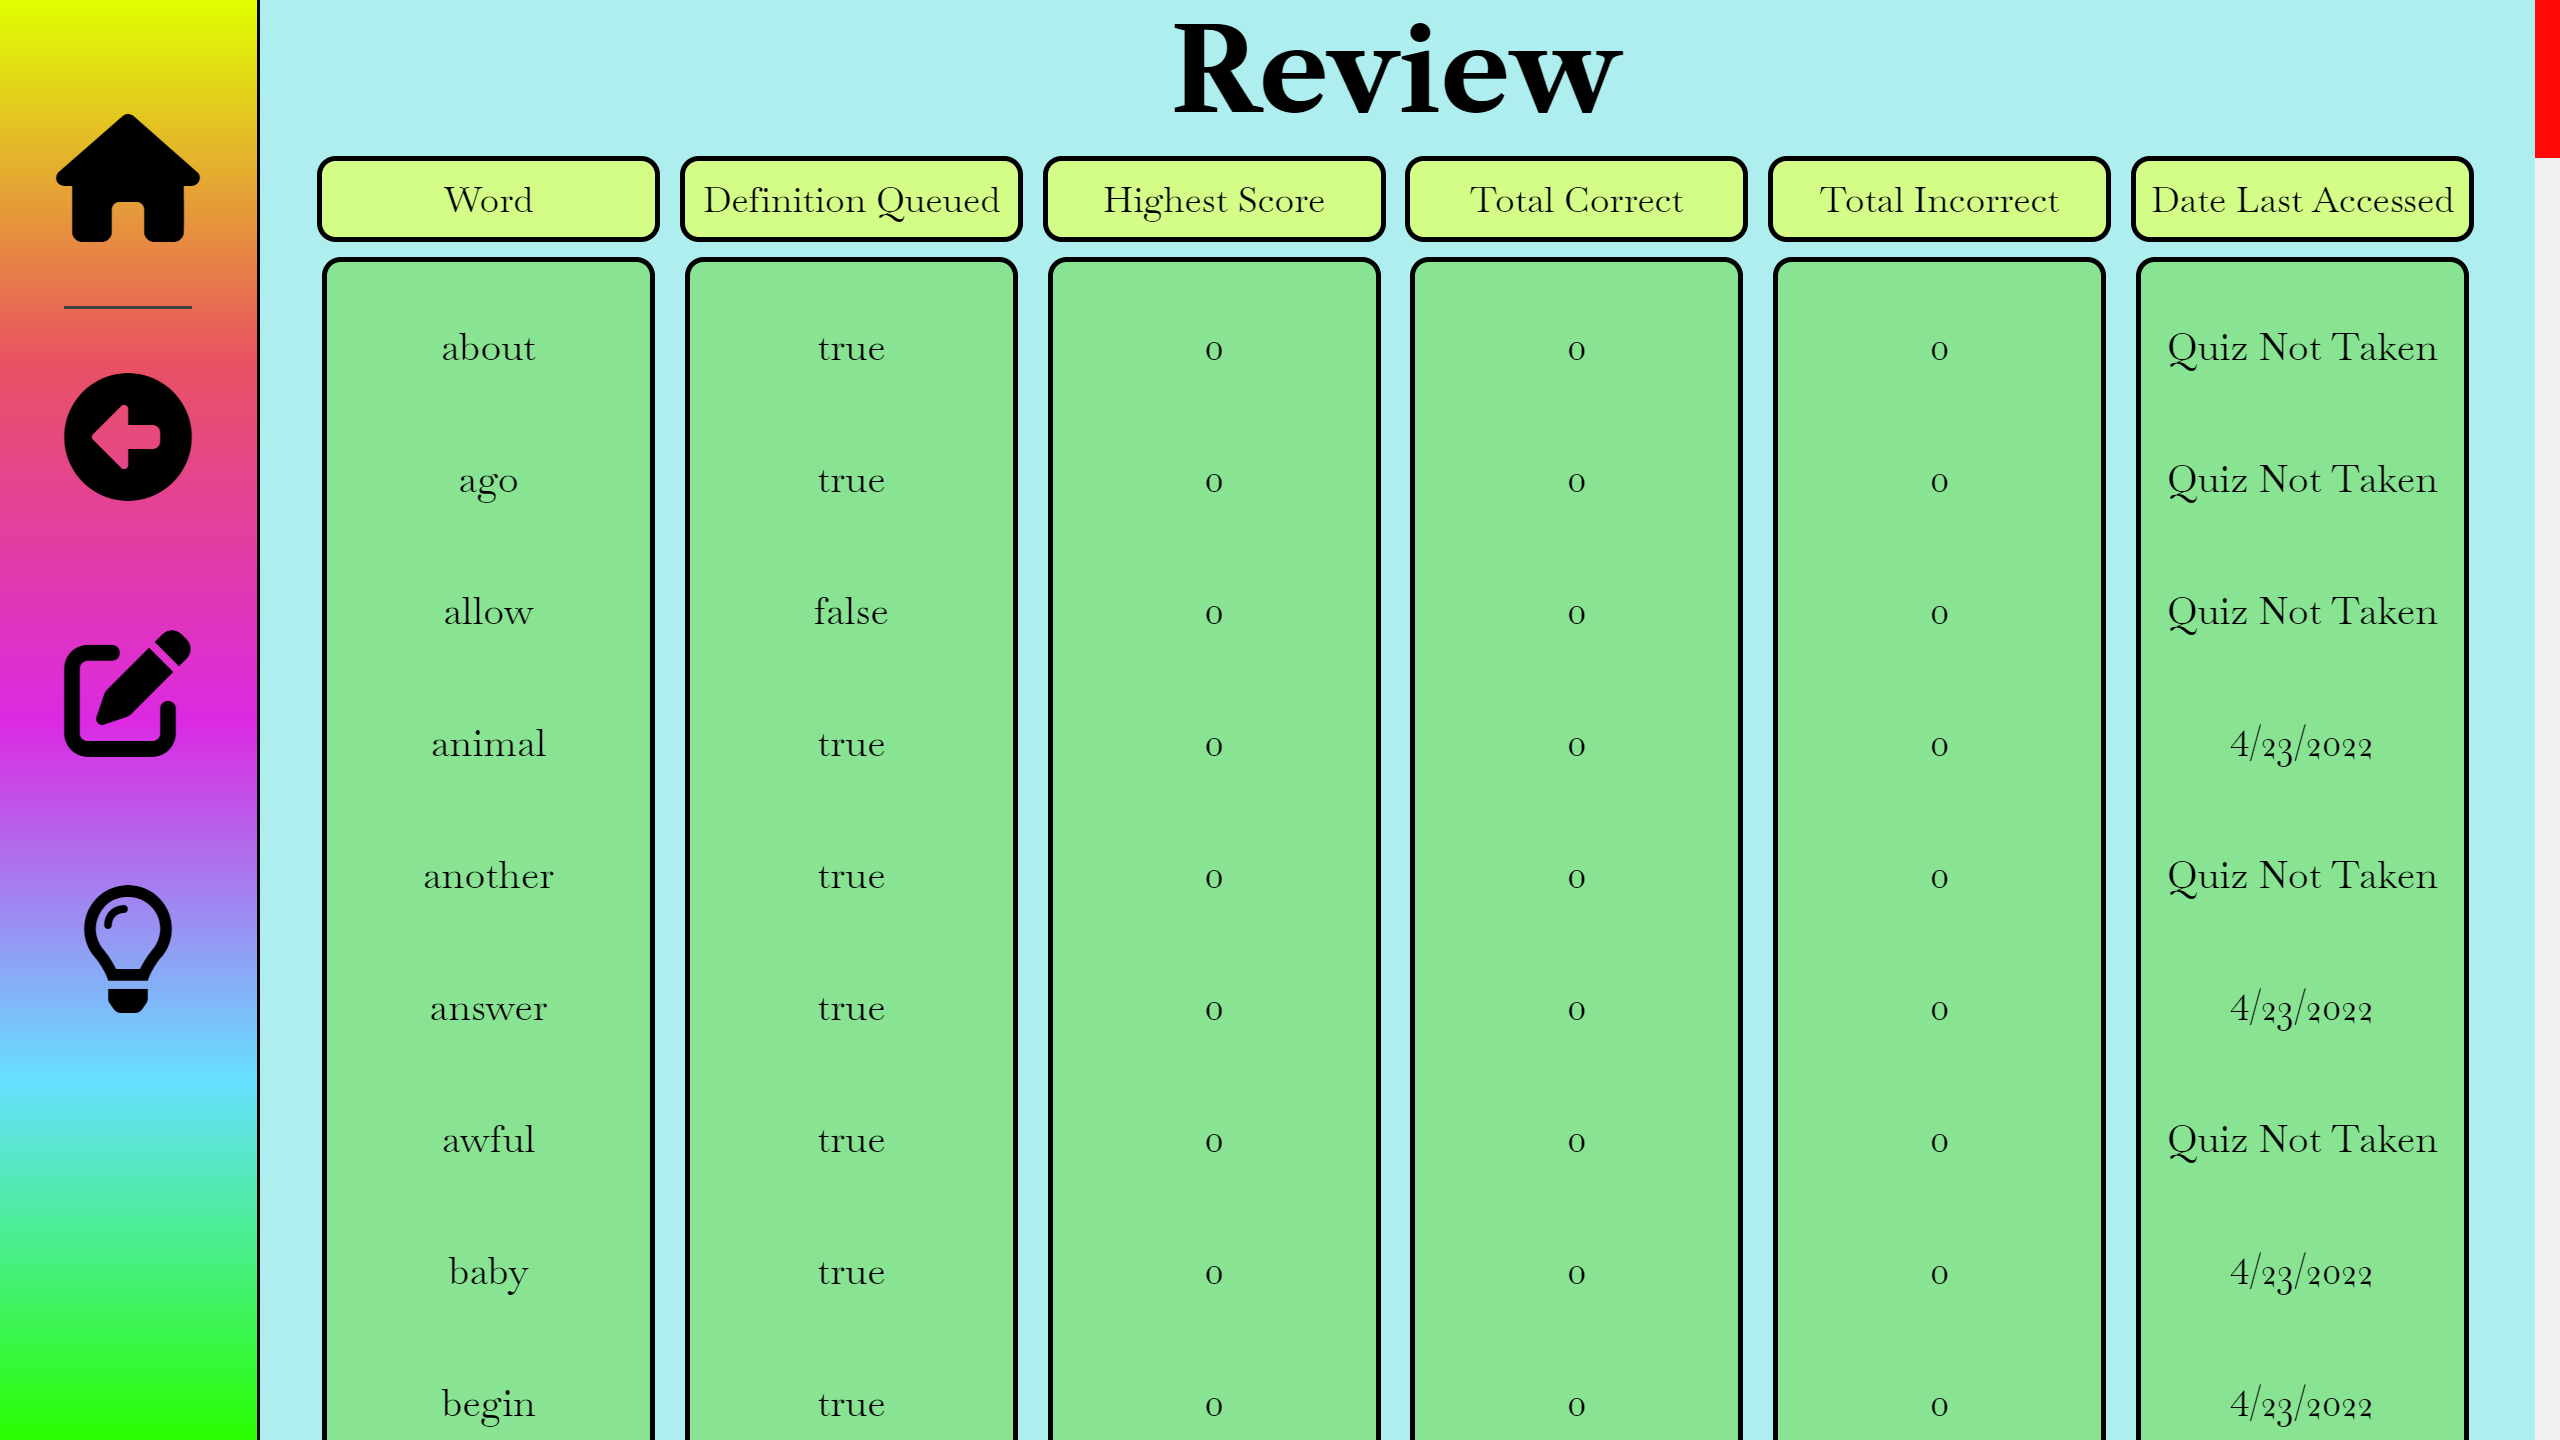 Review
Word Definition Queued Highest Score Total Correct Total Incorrect Date Last Accessed
about true 0 0 0 Quiz Not Taken
ago true 0 0 0 Quiz Not Taken
allow false 0 0 0 Quiz Not Taken
animal true 0 0 0 4/23/2022
another true 0 0 0 Quiz Not Taken
answer true 0 0 0 4/23/2022
awful true 0 0 0 Quiz Not Taken
baby true 0 0 0 4/23/2022
begin true 0 0 0 4/23/2022